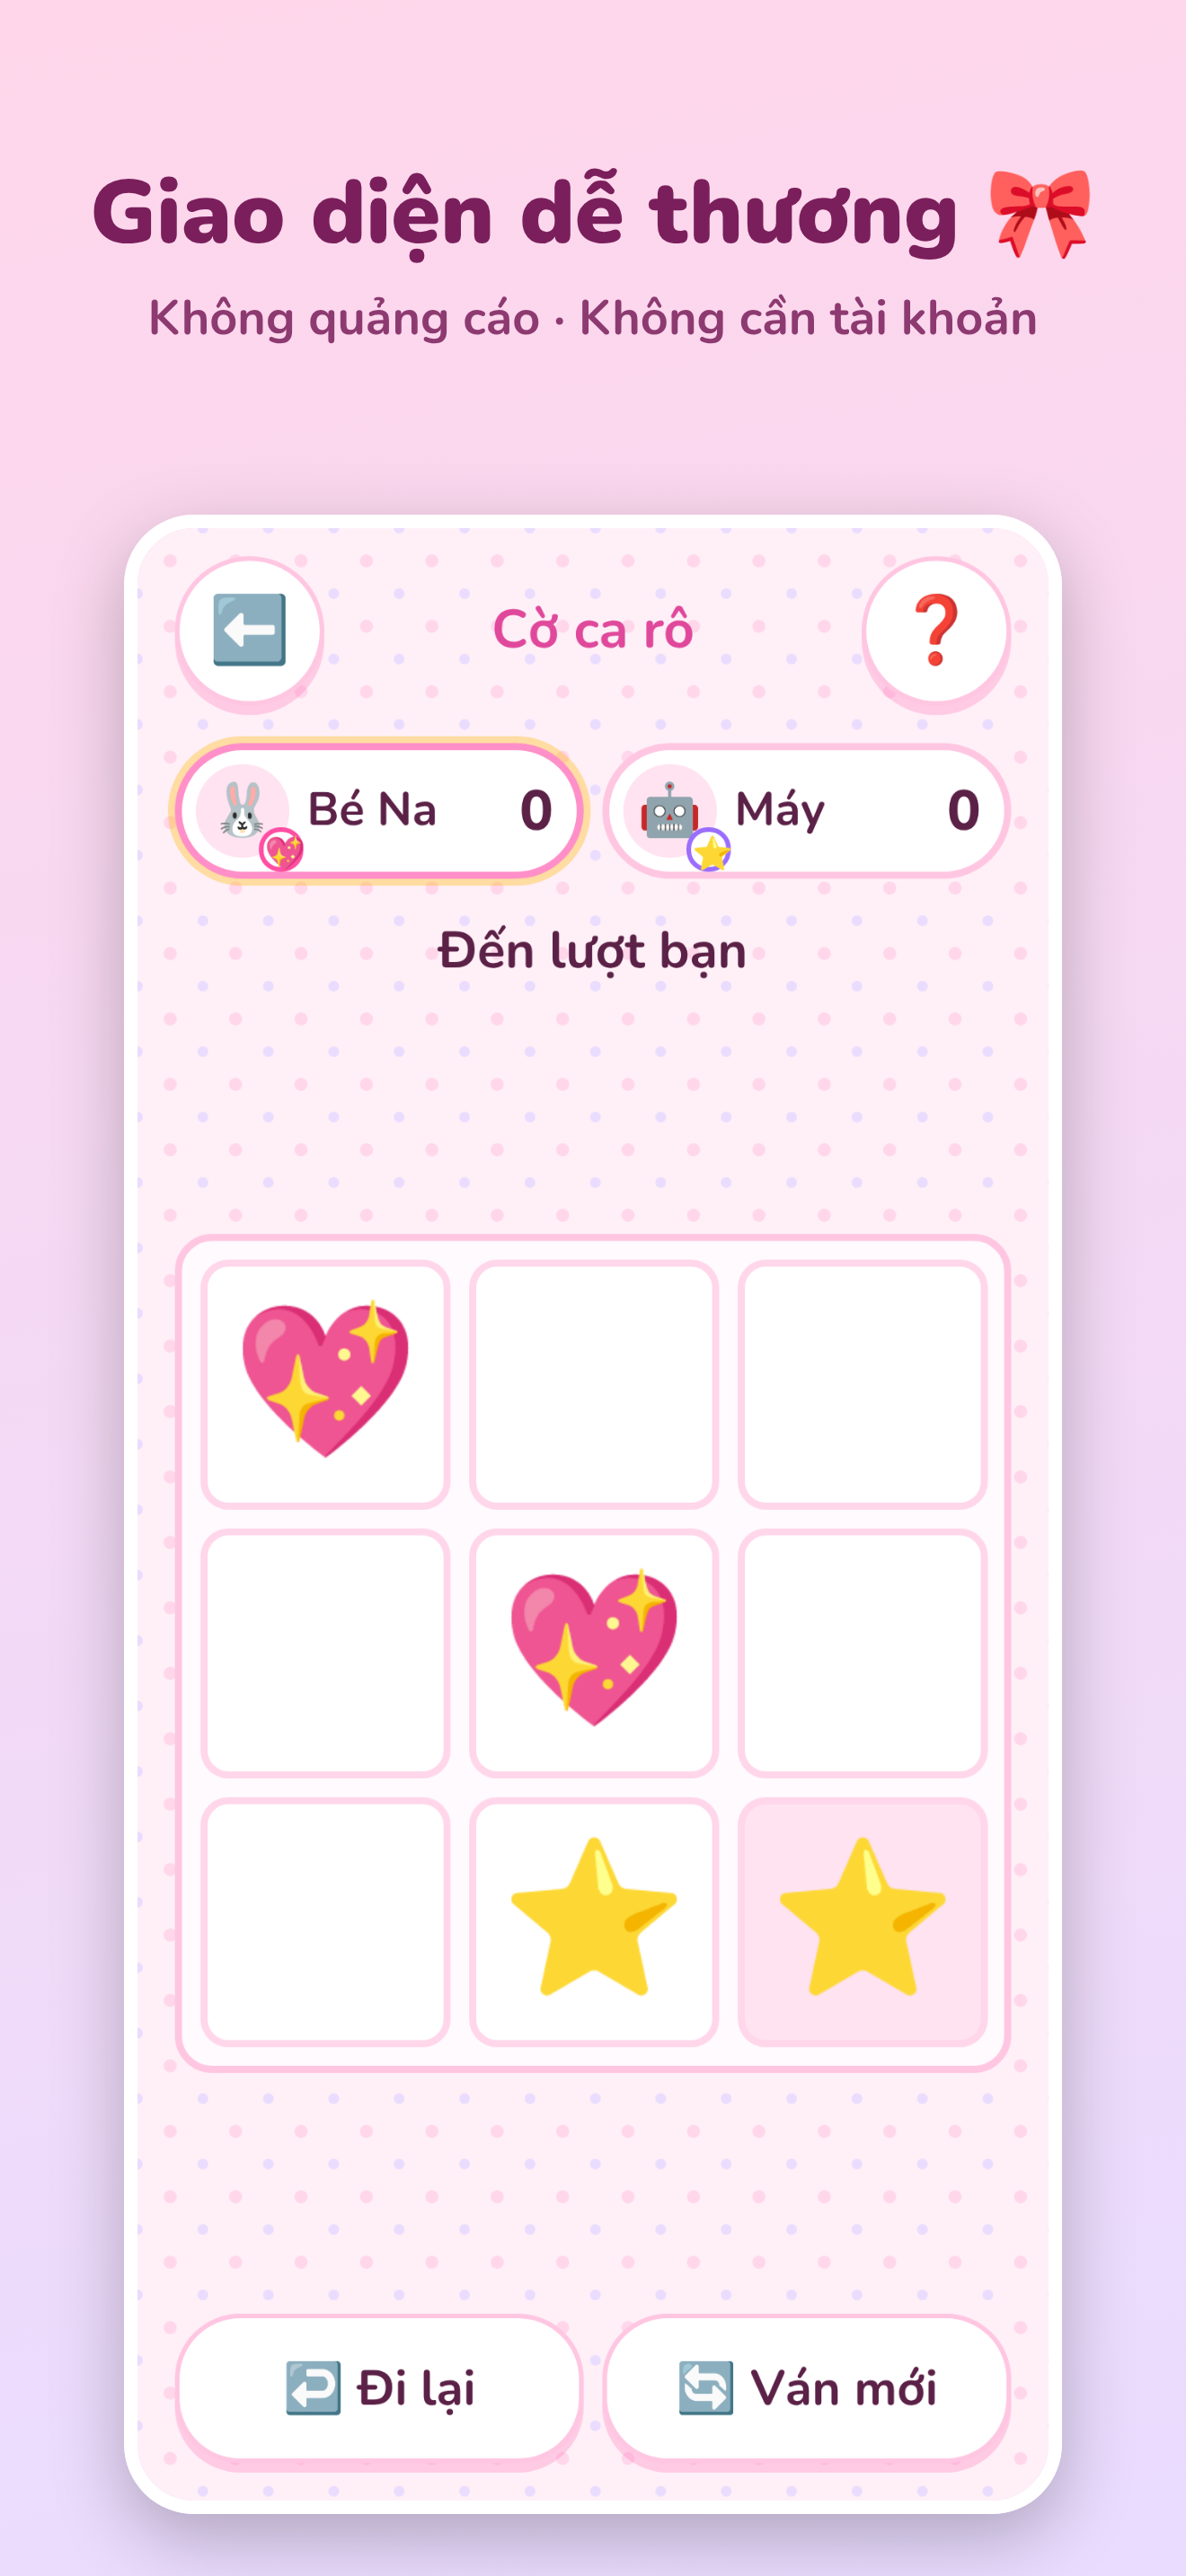 Giao diện dễ thương
Không quảng cáo · Không cần tài khoản
Cờ ca rô
Bé Na 0
Máy 0
Đến lượt bạn
Đi lại
Ván mới